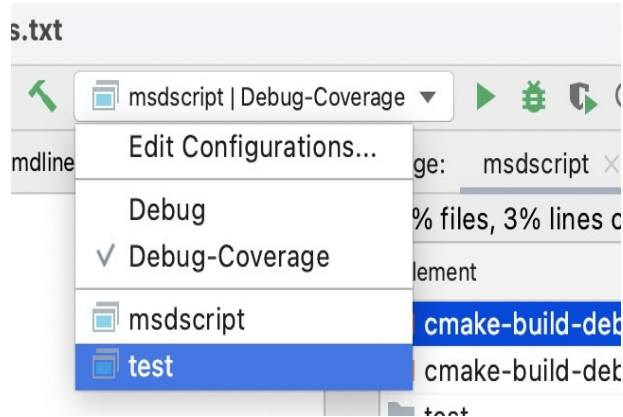 s.txt
msdscript | Debug-Coverage
mdline
Edit Configurations...
ge: msdscript
Debug
% files, 3% lines
Debug-Coverage
lement
msdscript
cmake-build-deb
test
cmake-build-deb
test